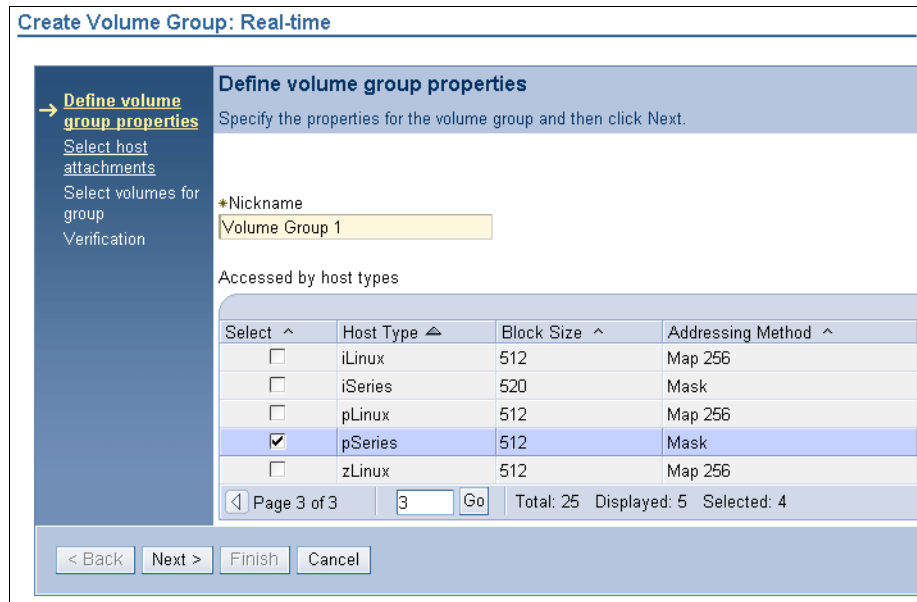 Create Volume Group: Real-time
Define volume
group properties
Select host
attachments
Select volumes for
group
Verification
Define volume group properties
Specify the properties for the volume group and then click Next.
*Nickname
Volume Group 1
Accessed by host types
Select Host Type Block Size Addressing Method
iLinux 512 Map 256
iSeries 520 Mask
pLinux 512 Map 256
pSeries 512 Mask
zLinux 512 Map 256
Page 3 of 3 3 Go Total: 25 Displayed: 5 Selected: 4
< Back Next > Finish Cancel